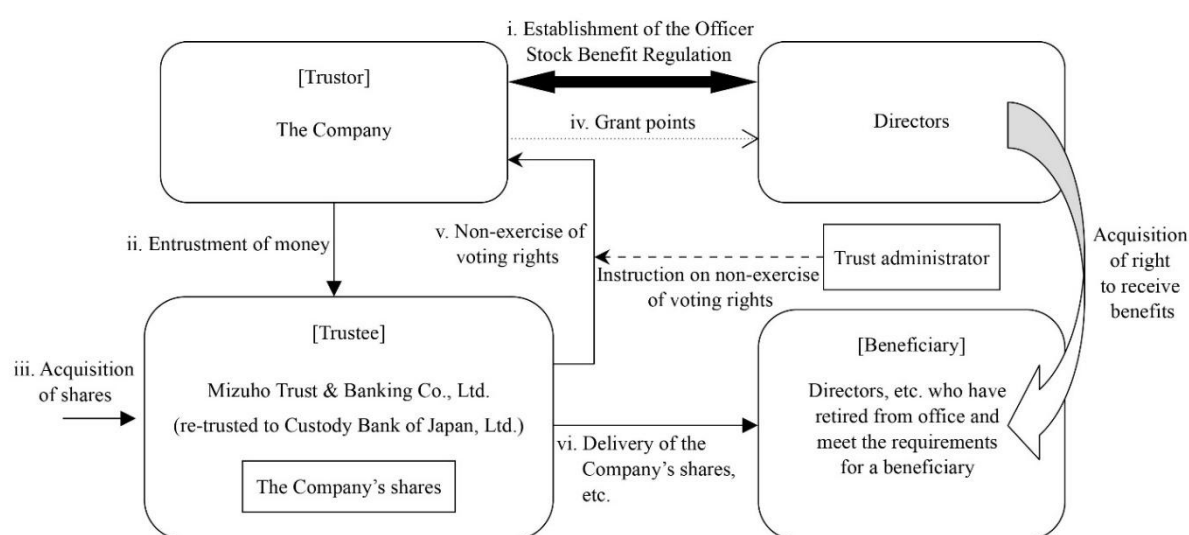 i. Establishment of the Officer
Stock Benefit Regulation
[Trustor]
The Company
iv. Grant points
Directors
ii. Entrustment of money
v. Non-exercise of
voting rights
Instruction on non-exercise
of voting rights
Trust administrator
Acquisition
of right
to receive
benefits
iii. Acquisition
of shares
[Trustee]
Mizuho Trust & Banking Co., Ltd.
(re-trusted to Custody Bank of Japan, Ltd.)
The Company's shares
vi. Delivery of the
Company's shares,
etc.
[Beneficiary]
Directors, etc. who have
retired from office and
meet the requirements
for a beneficiary